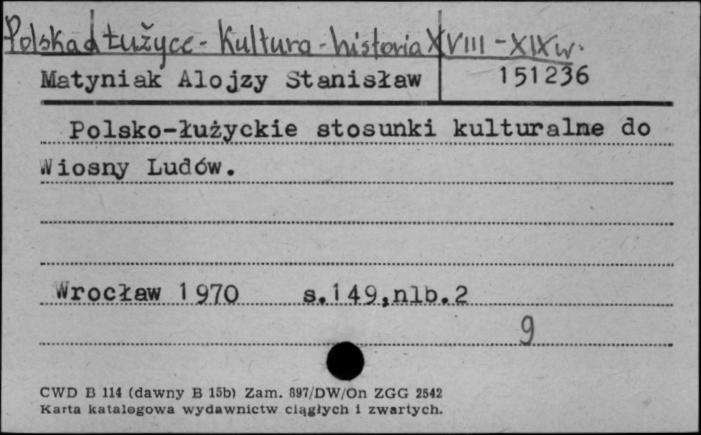 Polska a Łużyce - Kultura - historia XVIII - XIX w.
Matyniak Alojzy Stanisław 151236
Polsko-łużyckie stosunki kulturalne do
Wiosny Ludów.
Wrocław 1970 s.149,nlb.2
9
CWD B 114 (dawny B 15b) Zam. 897/DW/On ZGG 2542
Karta katalogowa wydawnictw ciągłych i zwartych.